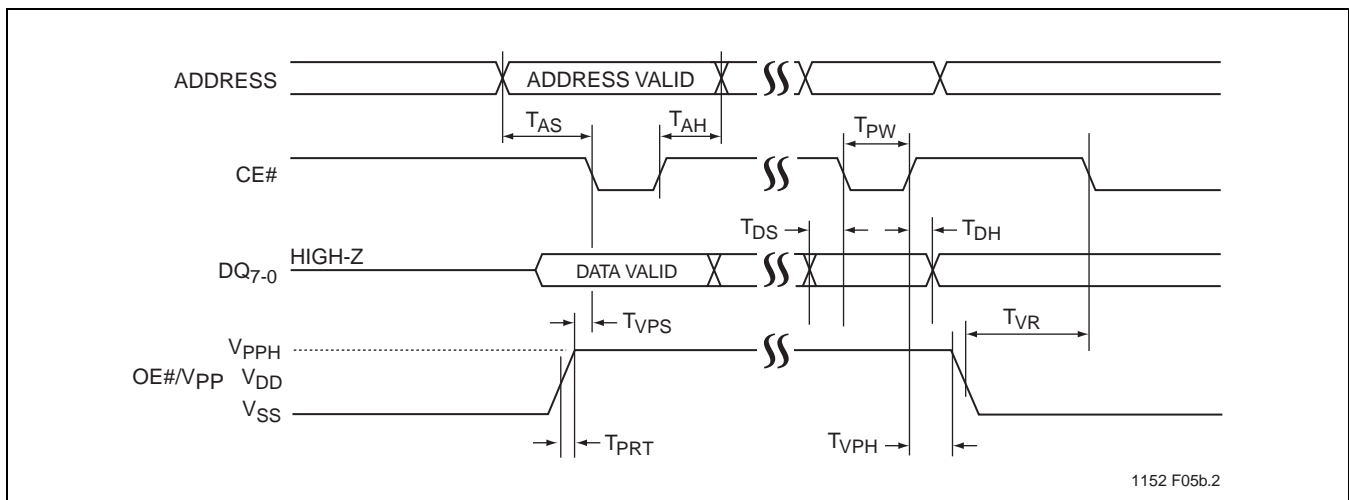 ADDRESS
ADDRESS VALID
TAS
TAH
TPW
CE#
TDS
TDH
HIGH-Z
DQ7-0
DATA VALID
TVPS
TVR
VPPH
OE#/VPP VDD
VSS
TPRT
TVPH
1152 F05b.2